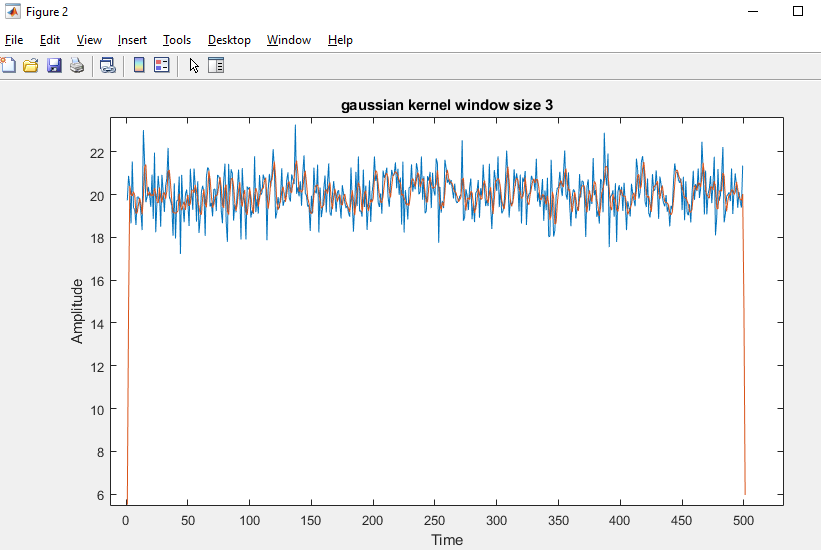 Figure 2
File Edit View Insert Tools Desktop Window Help
gaussian kernel window size 3
22
20
18
16
14
12
10
8
6
Amplitude
0 50 100 150 200 250 300 350 400 450 500
Time